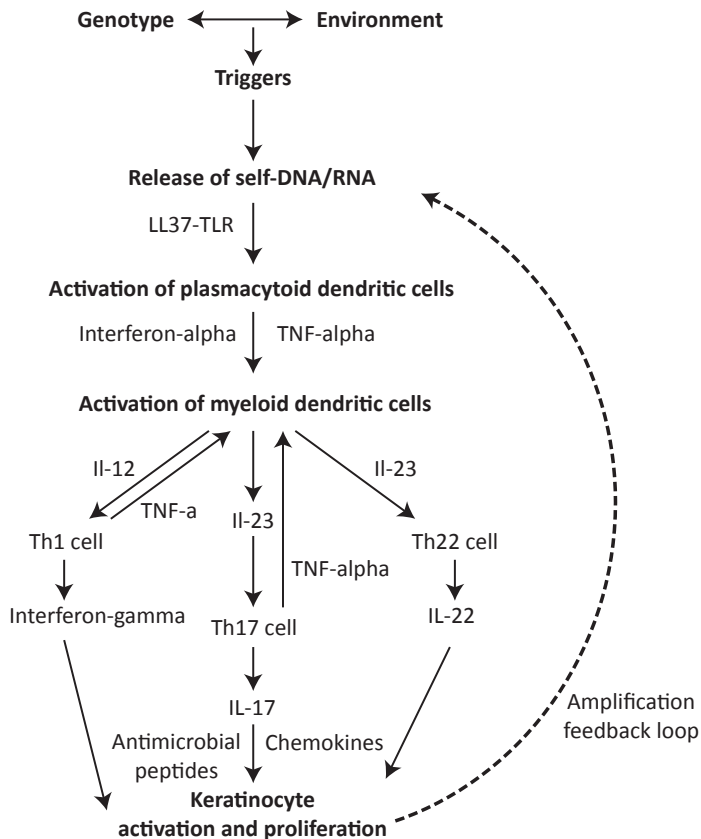 Genotype
Environment
Triggers
Release of self-DNA/RNA
LL37-TLR
Activation of plasmacytoid dendritic cells
Interferon-alpha
TNF-alpha
Activation of myeloid dendritic cells
Il-12
TNF-a
Il-23
Il-23
Th1 cell
TNF-alpha
Th22 cell
Interferon-gamma
Th17 cell
IL-22
IL-17
Antimicrobial
peptides
Chemokines
Amplification
feedback loop
Keratinocyte
activation and proliferation